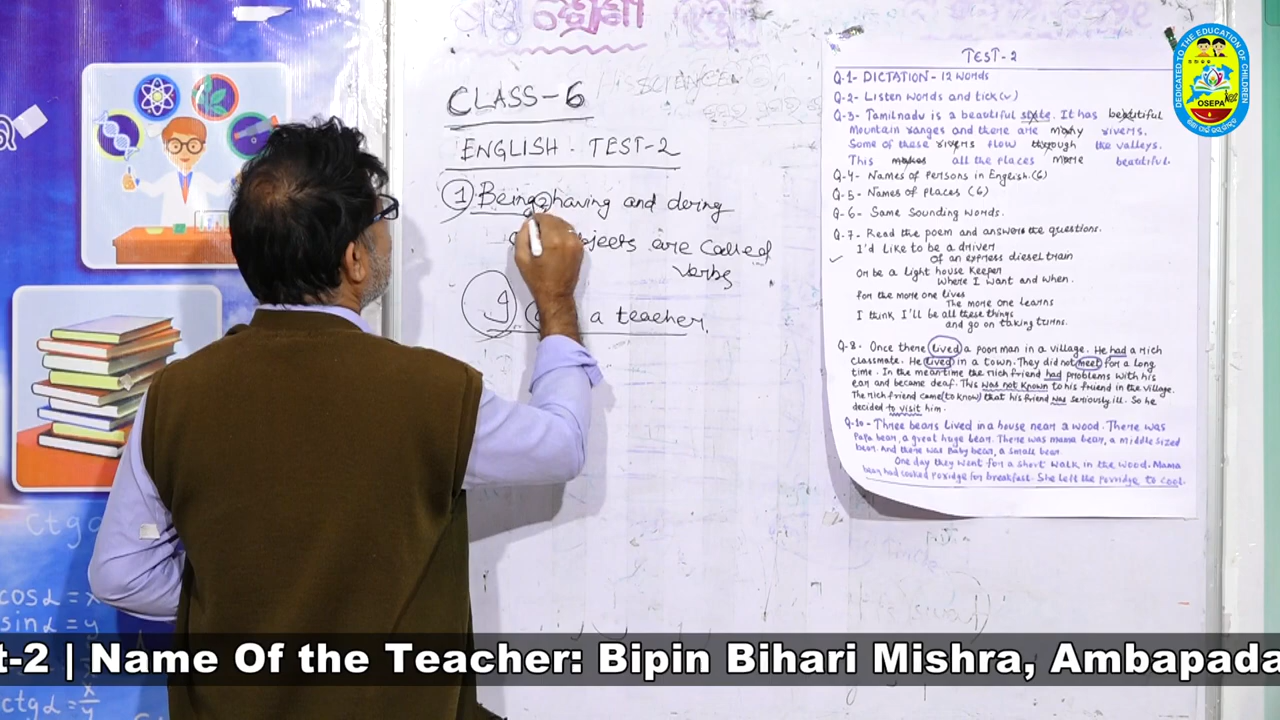 CLASS-6
ENGLISH. TEST-2
1 Being 2 having and doing
objects are called
verbs
I a teacher.
TEST-2
Q-1- DICTATION - 12 Words
Q-2- Listen words and tick(√)
Q-3- Tamilnadu is a beautiful state. It has beautiful
Mountain ranges and there are many rivers.
Some of these rivers flow through the valleys.
This makes all the places more beautiful.
Q-4- Names of Persons in English.(6)
Q-5- Names of places (6)
Q-6- Same Sounding words.
Q-7- Read the poem and answers the questions.
I'd like to be a driver
of an express diesel train
Or be a light house keeper
Where I want and when.
For the more one lives
The more one learns
I think I'll be all these things
and go on taking turns.
Q-8- Once there lived a poor man in a village. He had a rich
classmate. He lived in a town. They did not meet for a long
time. In the meantime the rich friend had problems with his
ear and became deaf. This was not known to his friend in the village.
The rich friend came (to know) that his friend was seriously ill. So he
decided to visit him.
Q-10- Three bears lived in a house near a wood. There was
Papa bear, a great huge bear. There was mama bear, a middle sized
bear. And there was Baby bear, a small bear
One day they went for a short walk in the wood. Mama
bear had cooked porridge for breakfast. She left the porridge to cool.
DEDICATED TO THE EDUCATION OF CHILDREN
OSEPA
ctgα
cosα = x
sinα = y
ctgα = x/y
t-2 | Name Of the Teacher: Bipin Bihari Mishra, Ambapada